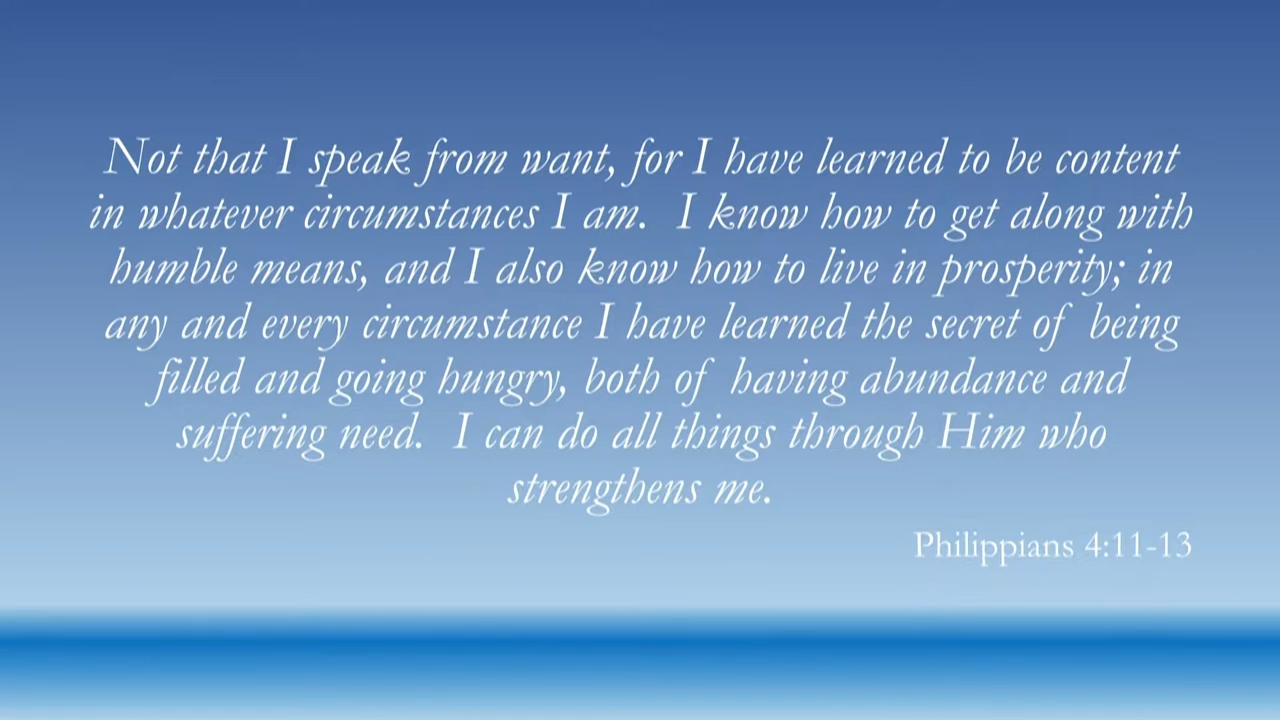 Not that I speak from want, for I have learned to be content
in whatever circumstances I am.  I know how to get along with
humble means, and I also know how to live in prosperity; in
any and every circumstance I have learned the secret of being
filled and going hungry, both of having abundance and
suffering need.  I can do all things through Him who
strengthens me.
Philippians 4:11-13